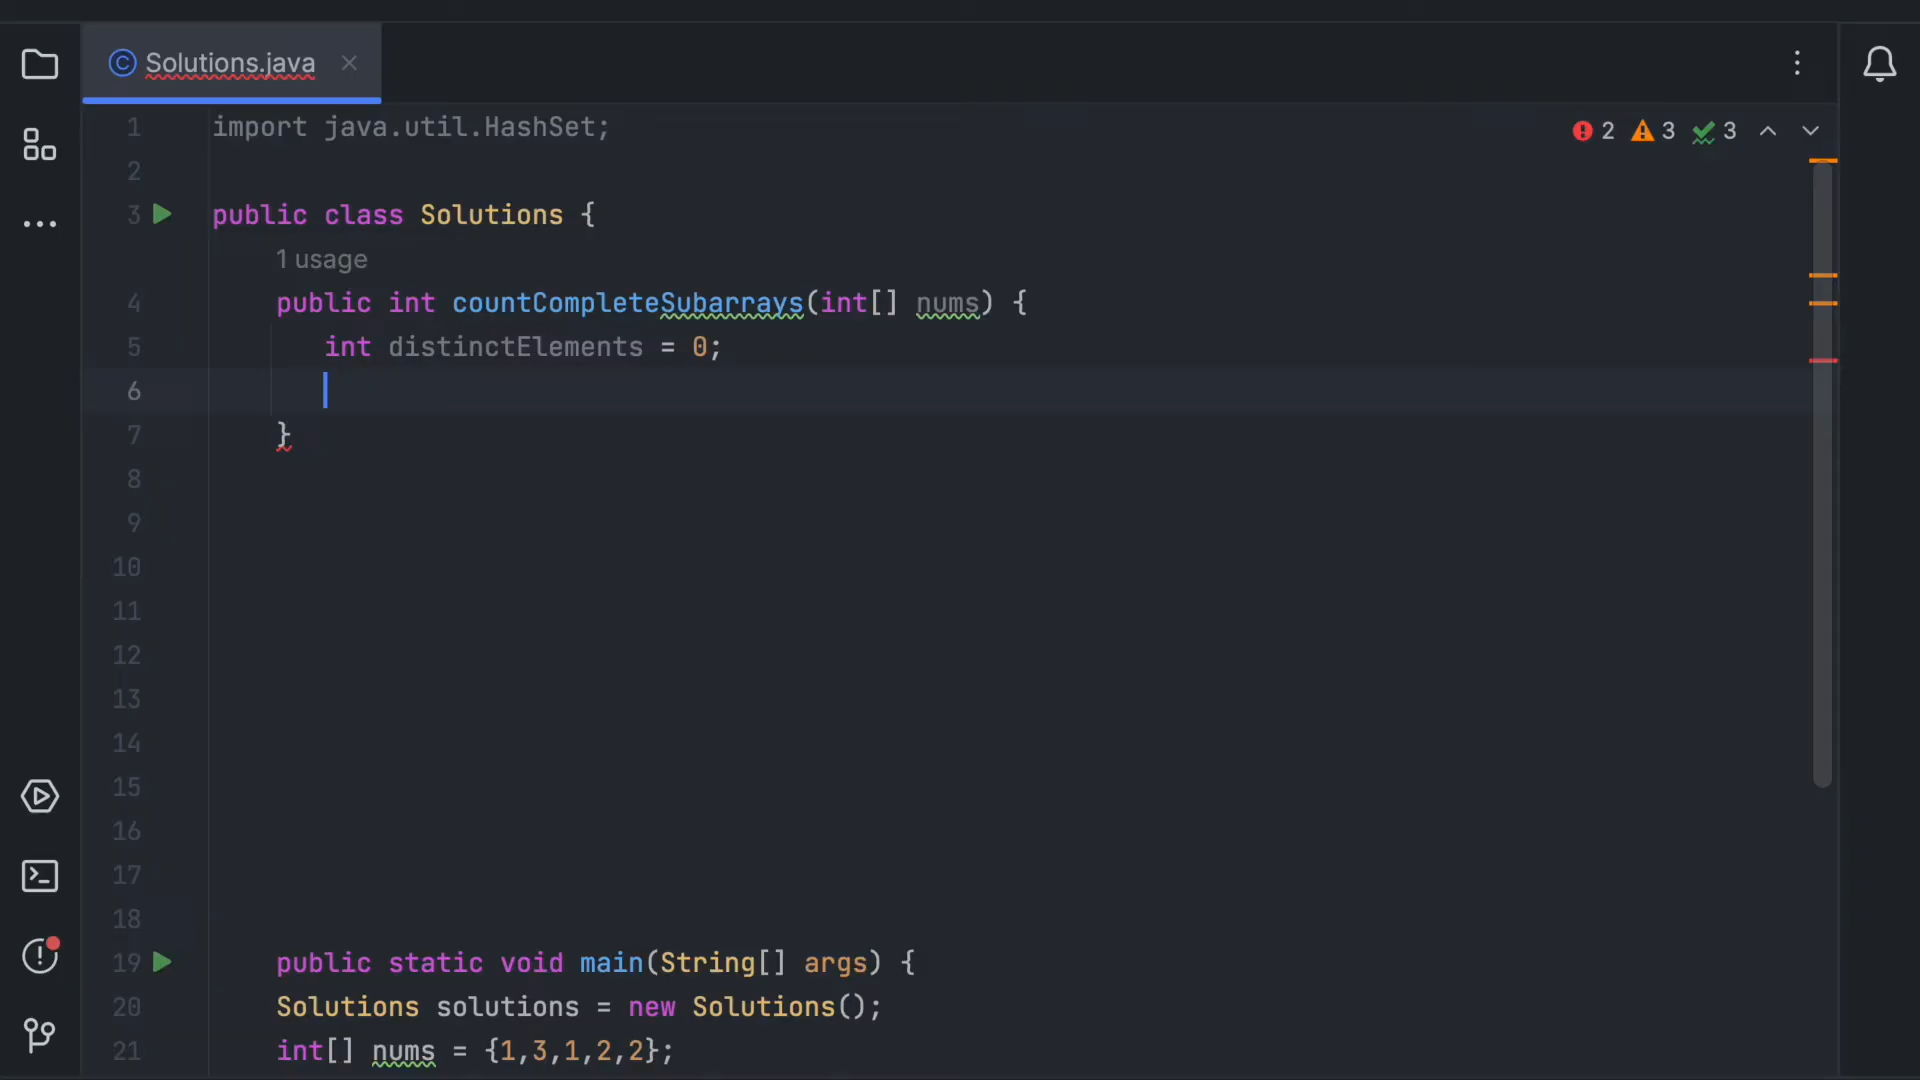 Solutions.java
1 import java.util.HashSet; 2 3 3
2
3 public class Solutions {
1 usage
4 public int countCompleteSubarrays(int[] nums) {
5 int distinctElements = 0;
6
7 }
8
9
10
11
12
13
14
15
16
17
18
19 public static void main(String[] args) {
20 Solutions solutions = new Solutions();
21 int[] nums = {1,3,1,2,2};